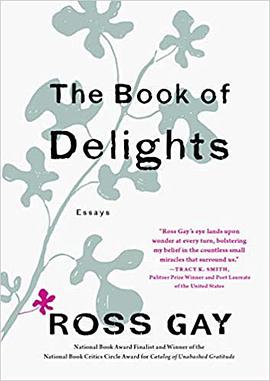 The Book of
Delights
Essays
"Ross Gay's eye lands upon
wonder at every turn, bolstering
my belief in the countless small
miracles that surround us."
—TRACY K. SMITH,
Pulitzer Prize Winner and Poet Laureate
of the United States
ROSS GAY
National Book Award Finalist and Winner of the
National Book Critics Circle Award for Catalog of Unabashed Gratitude